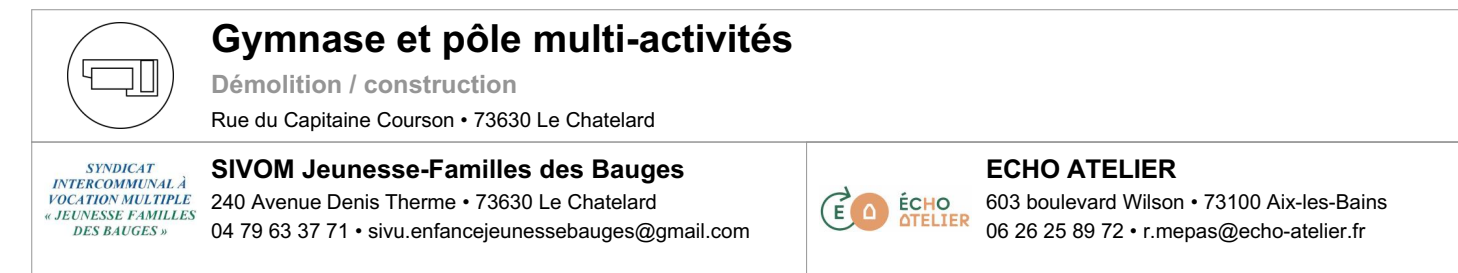 Gymnase et pôle multi-activités
Démolition / construction
Rue du Capitaine Courson • 73630 Le Chatelard
SYNDICAT
INTERCOMMUNAL À
VOCATION MULTIPLE
« JEUNESSE FAMILLES
DES BAUGES »
SIVOM Jeunesse-Familles des Bauges
240 Avenue Denis Therme • 73630 Le Chatelard
04 79 63 37 71 • sivu.enfancejeunessebauges@gmail.com
E
ÉCHO
ATELIER
ECHO ATELIER
603 boulevard Wilson • 73100 Aix-les-Bains
06 26 25 89 72 • r.mepas@echo-atelier.fr